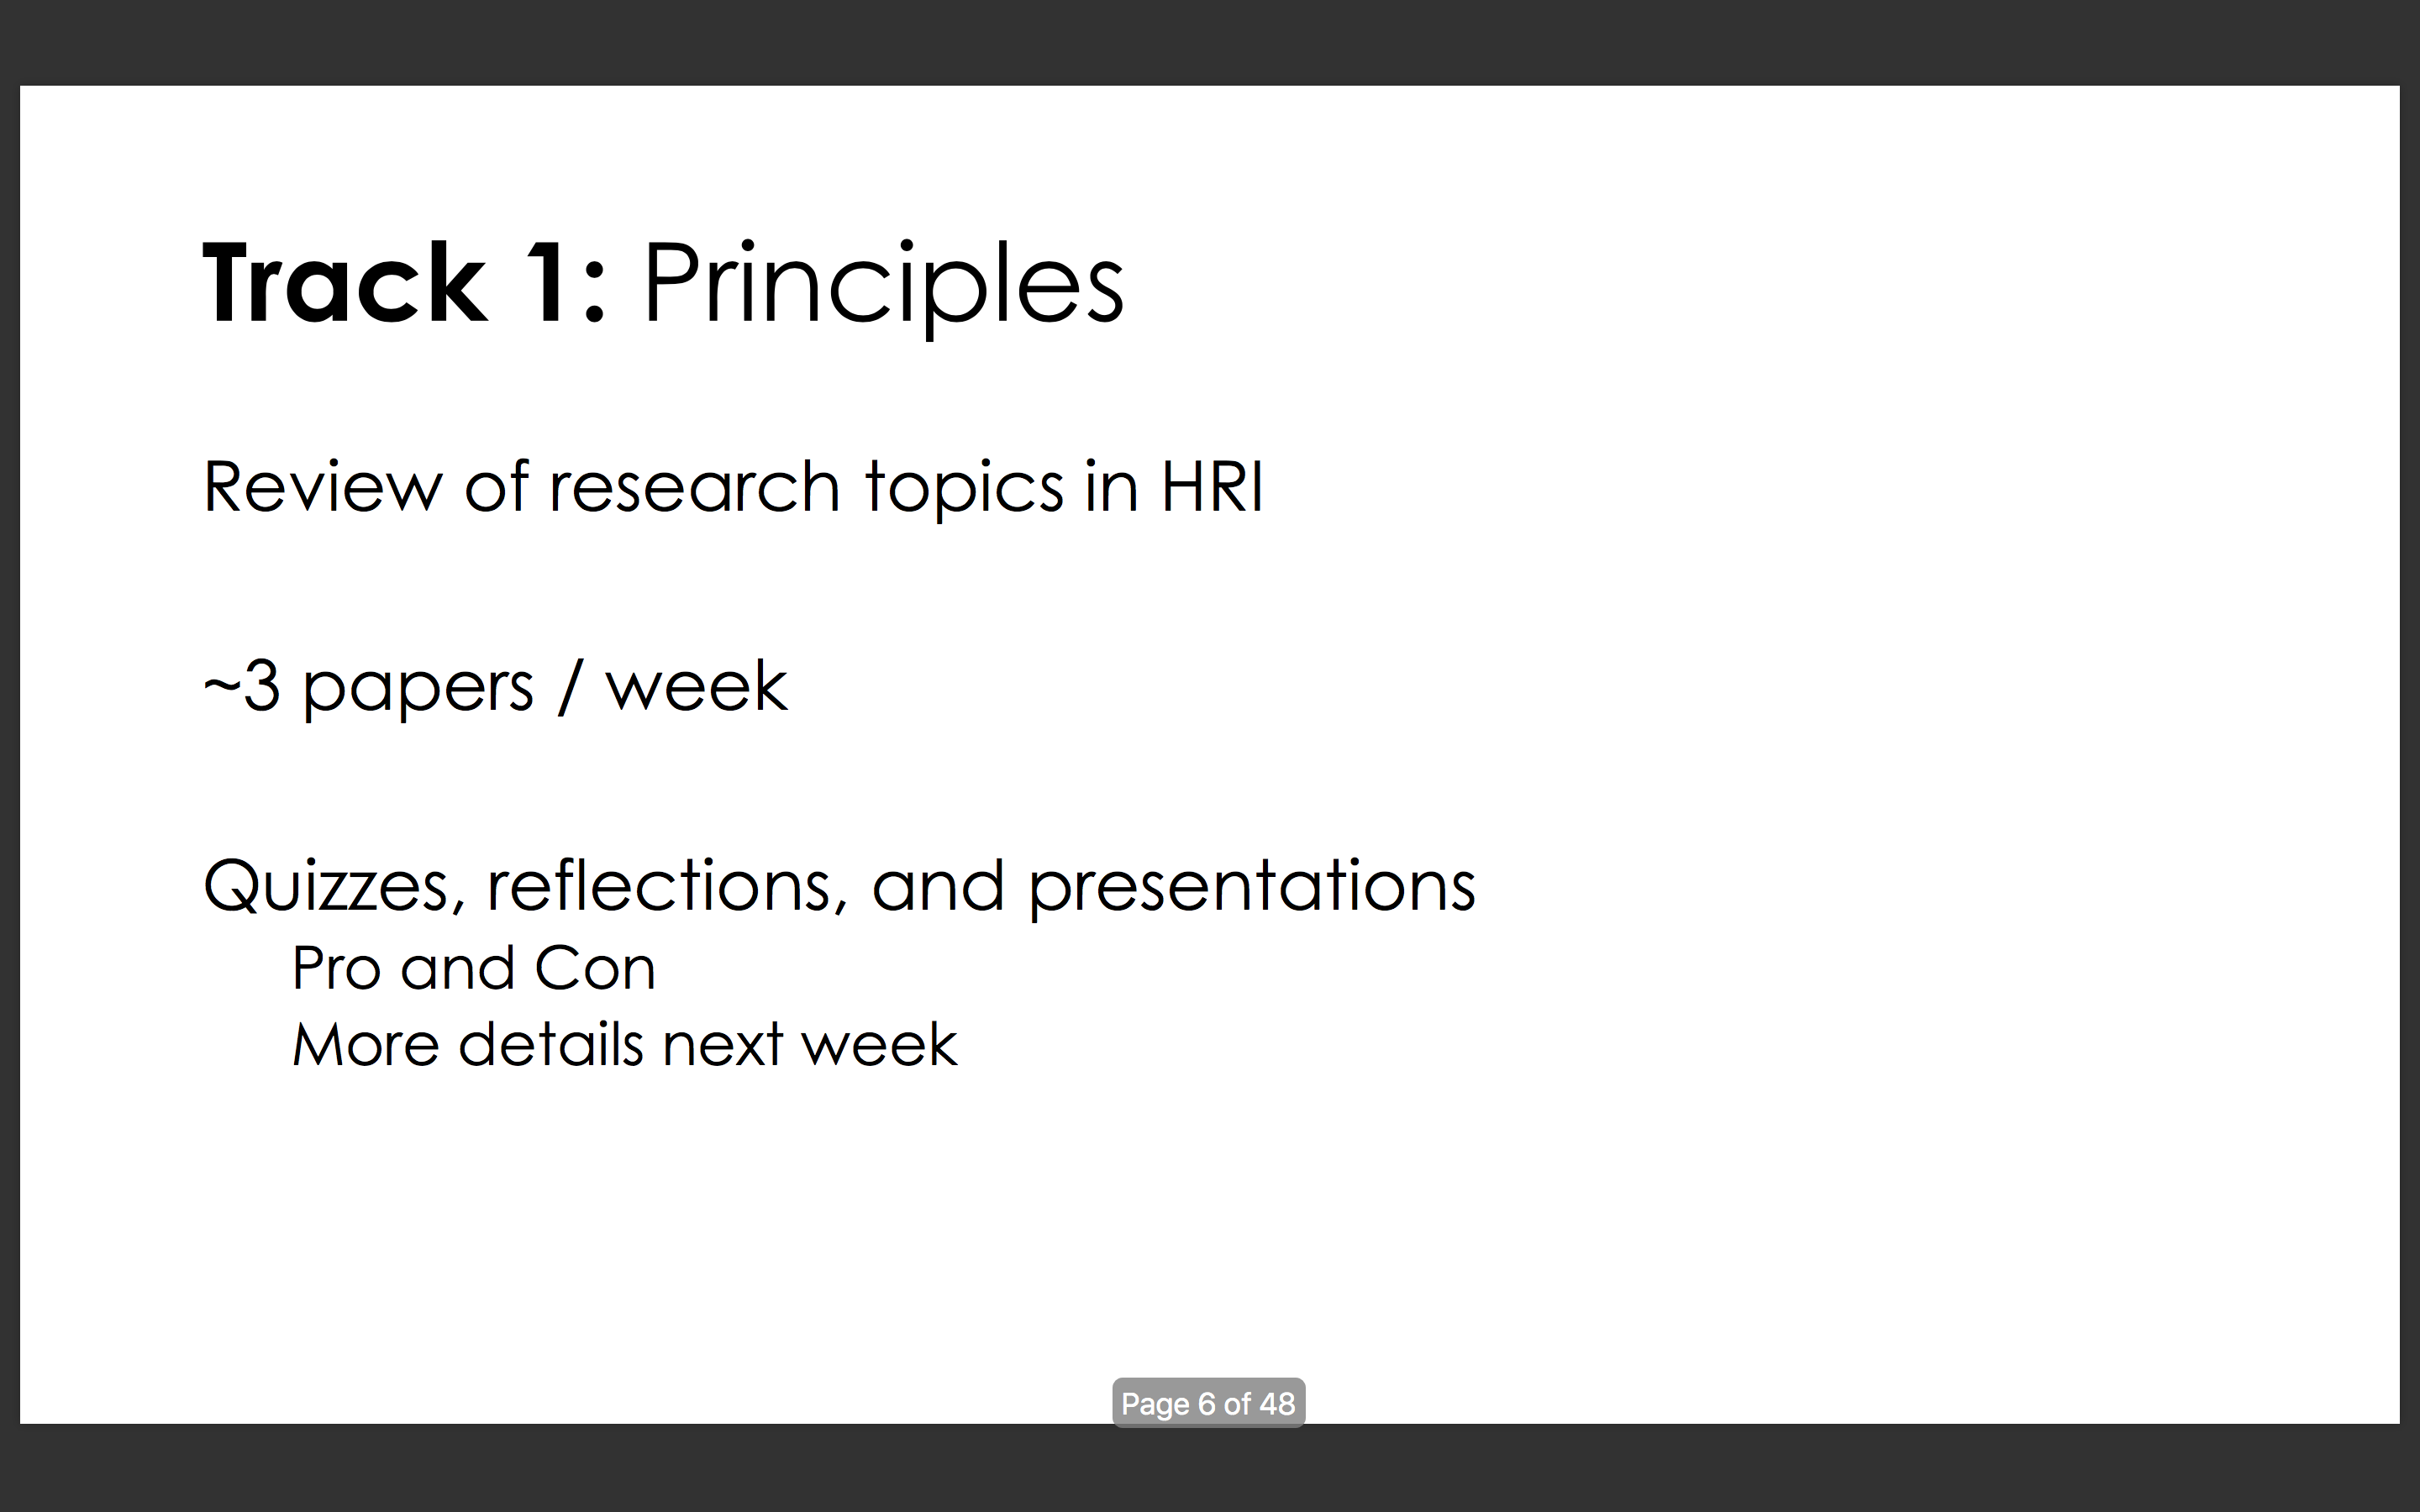 Track 1: Principles
Review of research topics in HRI
~3 papers / week
Quizzes, reflections, and presentations
Pro and Con
More details next week
Page 6 of 48